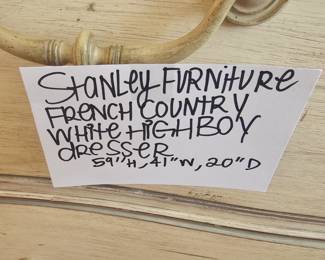 Stanley FURNITURE
FRENCH COUNTRY
WHITE HIGHBOY
dRESSER
59"H, 41"W, 20"D